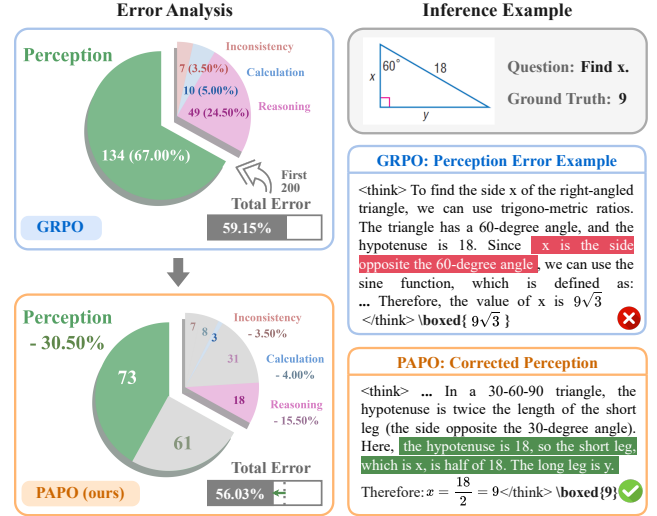 Error Analysis
Perception
Inconsistency
7 (3.50%)
Calculation
10 (5.00%)
Reasoning
49 (24.50%)
134 (67.00%)
First
200
Total Error
59.15%
GRPO
Perception
- 30.50%
Inconsistency
- 3.50%
Calculation
- 4.00%
Reasoning
- 15.50%
7
8
3
31
18
73
61
Total Error
56.03%
PAPO (ours)
Inference Example
60°
18
x
y
Question: Find x.
Ground Truth: 9
GRPO: Perception Error Example
<think> To find the side x of the right-angled
triangle, we can use trigono-metric ratios.
The triangle has a 60-degree angle, and the
hypotenuse is 18. Since x is the side
opposite the 60-degree angle , we can use the
sine function, which is defined as:
... Therefore, the value of x is 9√3
</think> \boxed{ 9√3 }
PAPO: Corrected Perception
<think> ... In a 30-60-90 triangle, the
hypotenuse is twice the length of the short
leg (the side opposite the 30-degree angle).
Here, the hypotenuse is 18, so the short leg,
which is x, is half of 18. The long leg is y.
Therefore: x = 18/2 = 9</think> \boxed{9}